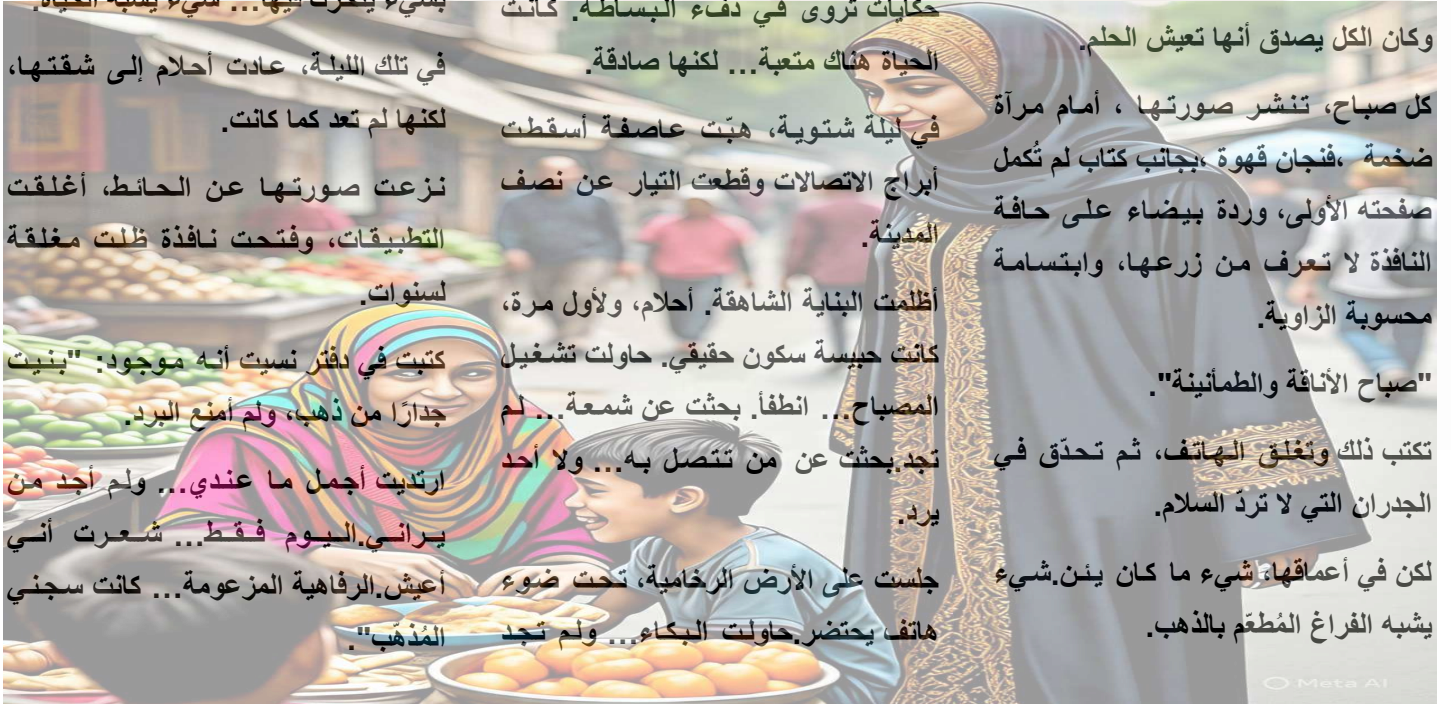 وكان الكل يصدق أنها تعيش الحلم.
كل صباح، تنشر صورتها ، أمام مرآة
ضخمة ،فنجان قهوة ،بجانب كتاب لم تُكمل
صفحته الأولى، وردة بيضاء على حافة
النافذة لا تعرف من زرعها، وابتسامة
محسوبة الزاوية.
"صباح الأناقة والطمأنينة".
تكتب ذلك وتغلق الهاتف، ثم تحدّق في
الجدران التي لا تردّ السلام.
لكن في أعماقها، شيء ما كان يئن.شيء
يشبه الفراغ المُطعّم بالذهب.
حكايات تُروى في دفء البساطة. كانت
الحياة هناك متعبة... لكنها صادقة.
في ليلة شتوية، هبّت عاصفة أسقطت
أبراج الاتصالات وقطعت التيار عن نصف
المدينة.
أظلمت البناية الشاهقة. أحلام، ولأول مرة،
كانت حبيسة سكون حقيقي. حاولت تشغيل
المصباح... انطفأ. بحثت عن شمعة... لم
تجد.بحثت عن من تتصل به... ولا أحد
يرد.
جلست على الأرض الرخامية، تحت ضوء
هاتف يحتضر.حاولت البكاء... ولم تجد
بشيء يتحرك فيها... شيء يشبه الحياة.
في تلك الليلة، عادت أحلام إلى شقتها،
لكنها لم تعد كما كانت.
نزعت صورتها عن الحائط، أغلقت
التطبيقات، وفتحت نافذة ظلت مغلقة
لسنوات.
كتبت في دفتر نسيت أنه موجود: "بنيت
جدارًا من ذهب، ولم أمنع البرد.
ارتديت أجمل ما عندي... ولم أجد من
يراني.اليوم فقط... شعرت أني
أعيش.الرفاهية المزعومة... كانت سجني
المُذهّب".
Meta AI